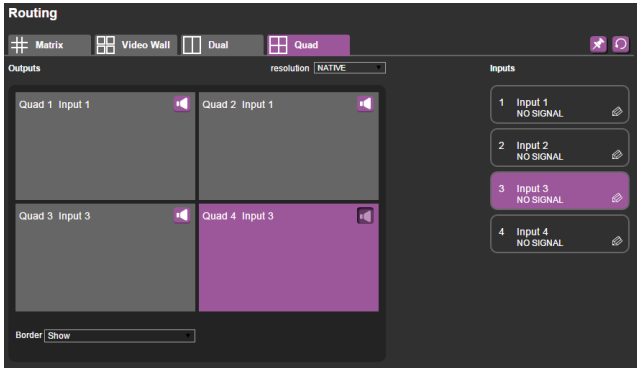 Routing
Matrix Video Wall Dual Quad
Outputs resolution NATIVE Inputs
Quad 1 Input 1 Quad 2 Input 1
1 Input 1
NO SIGNAL
2 Input 2
NO SIGNAL
3 Input 3
NO SIGNAL
Quad 3 Input 3 Quad 4 Input 3
4 Input 4
NO SIGNAL
Border Show